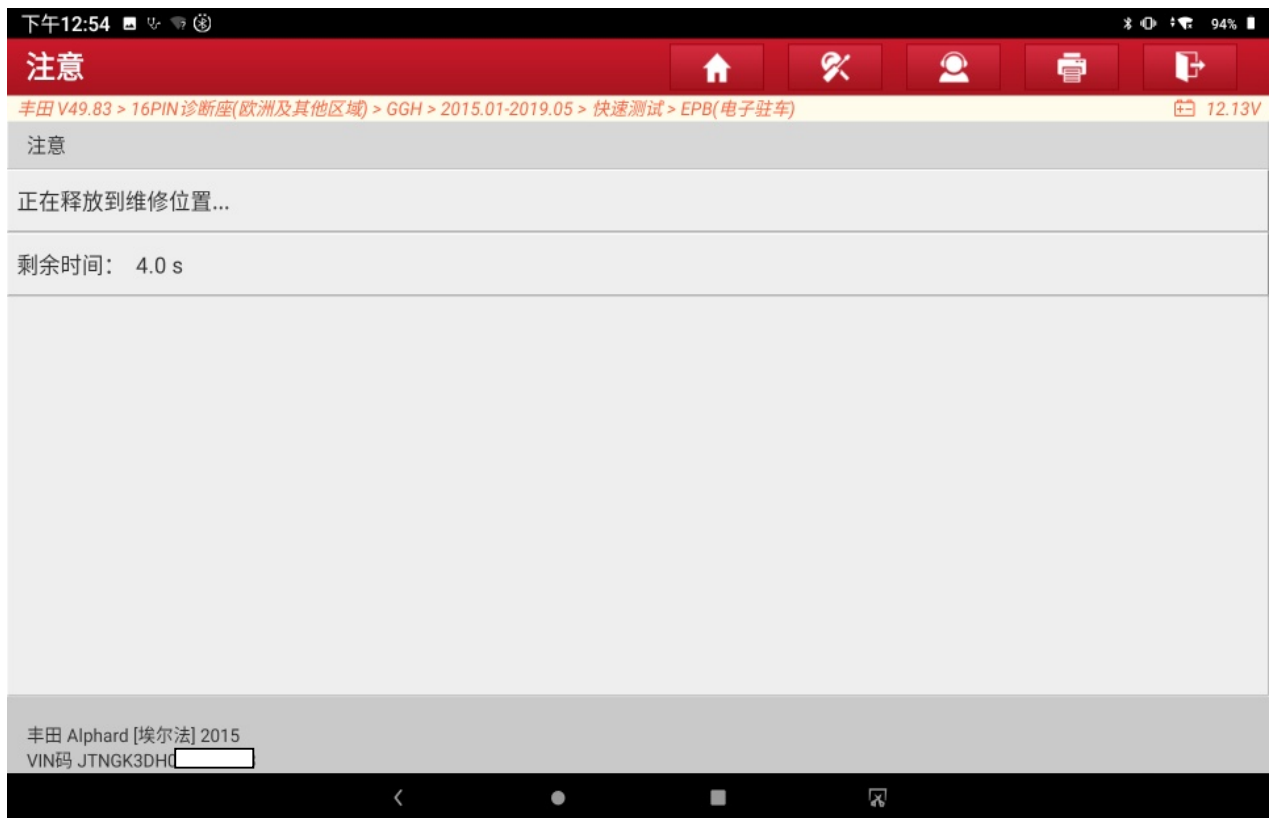 下午12:54 94%
注意
丰田 V49.83 > 16PIN诊断座(欧洲及其他区域) > GGH > 2015.01-2019.05 > 快速测试 > EPB(电子驻车) 12.13V
注意
正在释放到维修位置...
剩余时间： 4.0 s
丰田 Alphard [埃尔法] 2015
VIN码 JTNGK3DH